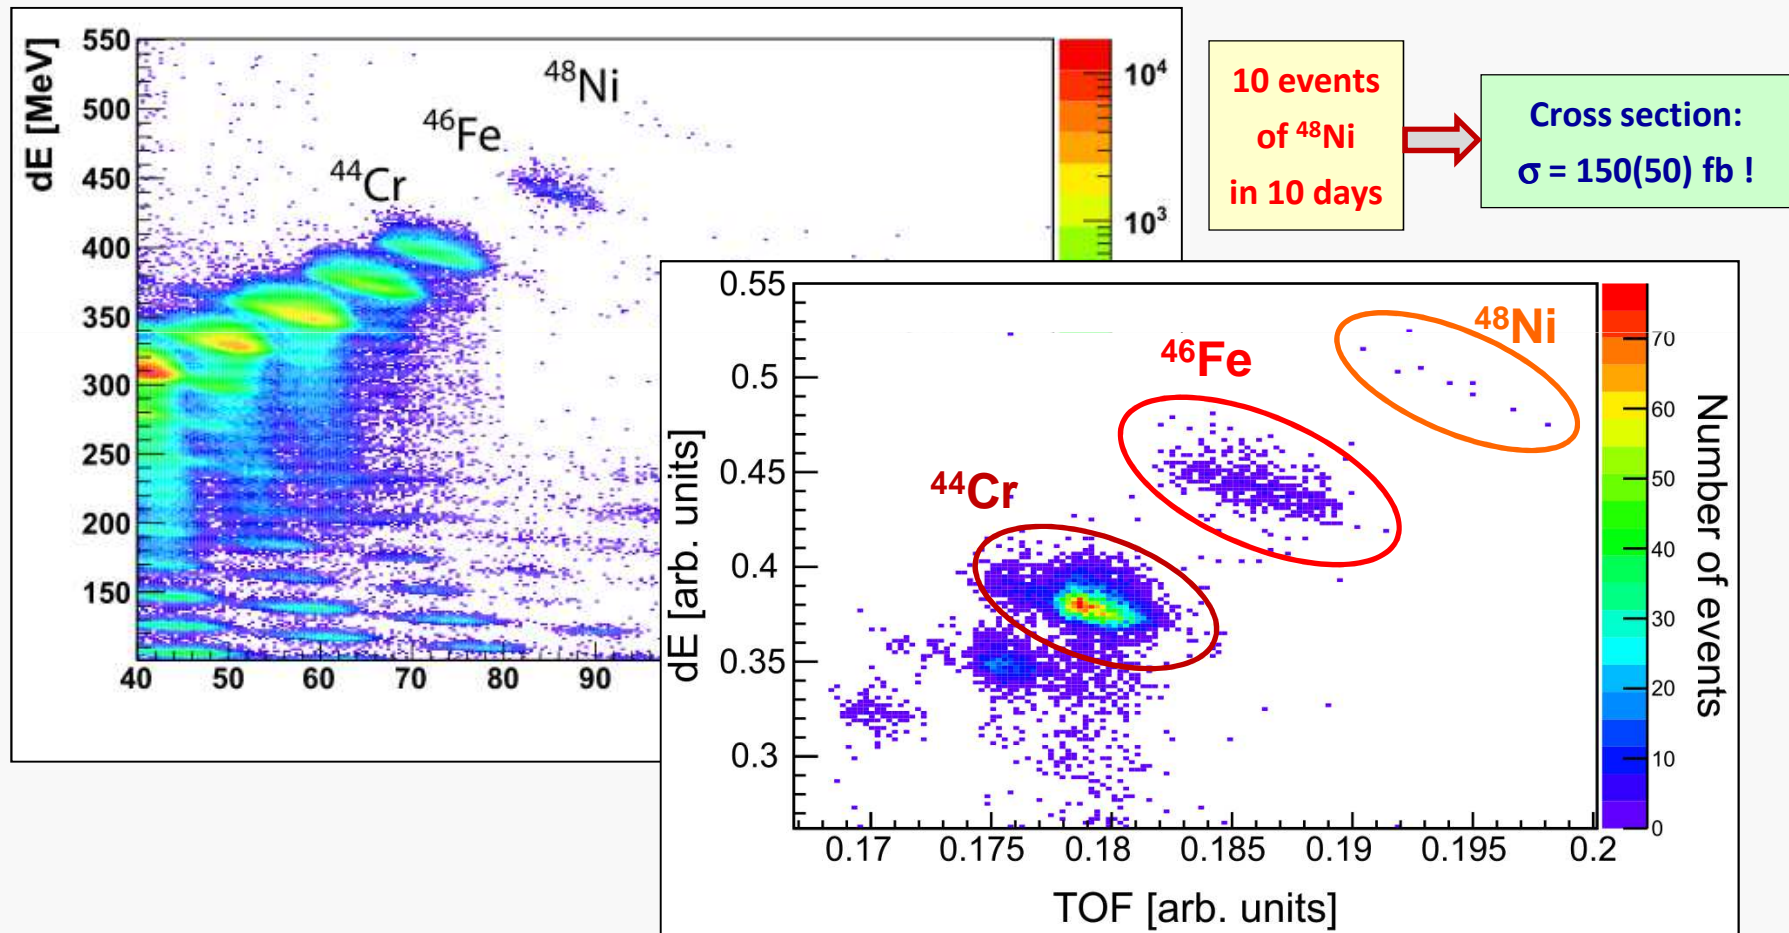 dE [MeV]
550
500
450
400
350
300
250
200
150
40 50 60 70 80 90
⁴⁸Ni
⁴⁶Fe
⁴⁴Cr
10⁴
10³
10 events
of ⁴⁸Ni
in 10 days
Cross section:
σ = 150(50) fb !
dE [arb. units]
0.55
0.5
0.45
0.4
0.35
0.3
⁴⁸Ni
⁴⁶Fe
⁴⁴Cr
0.17 0.175 0.18 0.185 0.19 0.195 0.2
TOF [arb. units]
70
60
50
40
30
20
10
0
Number of events